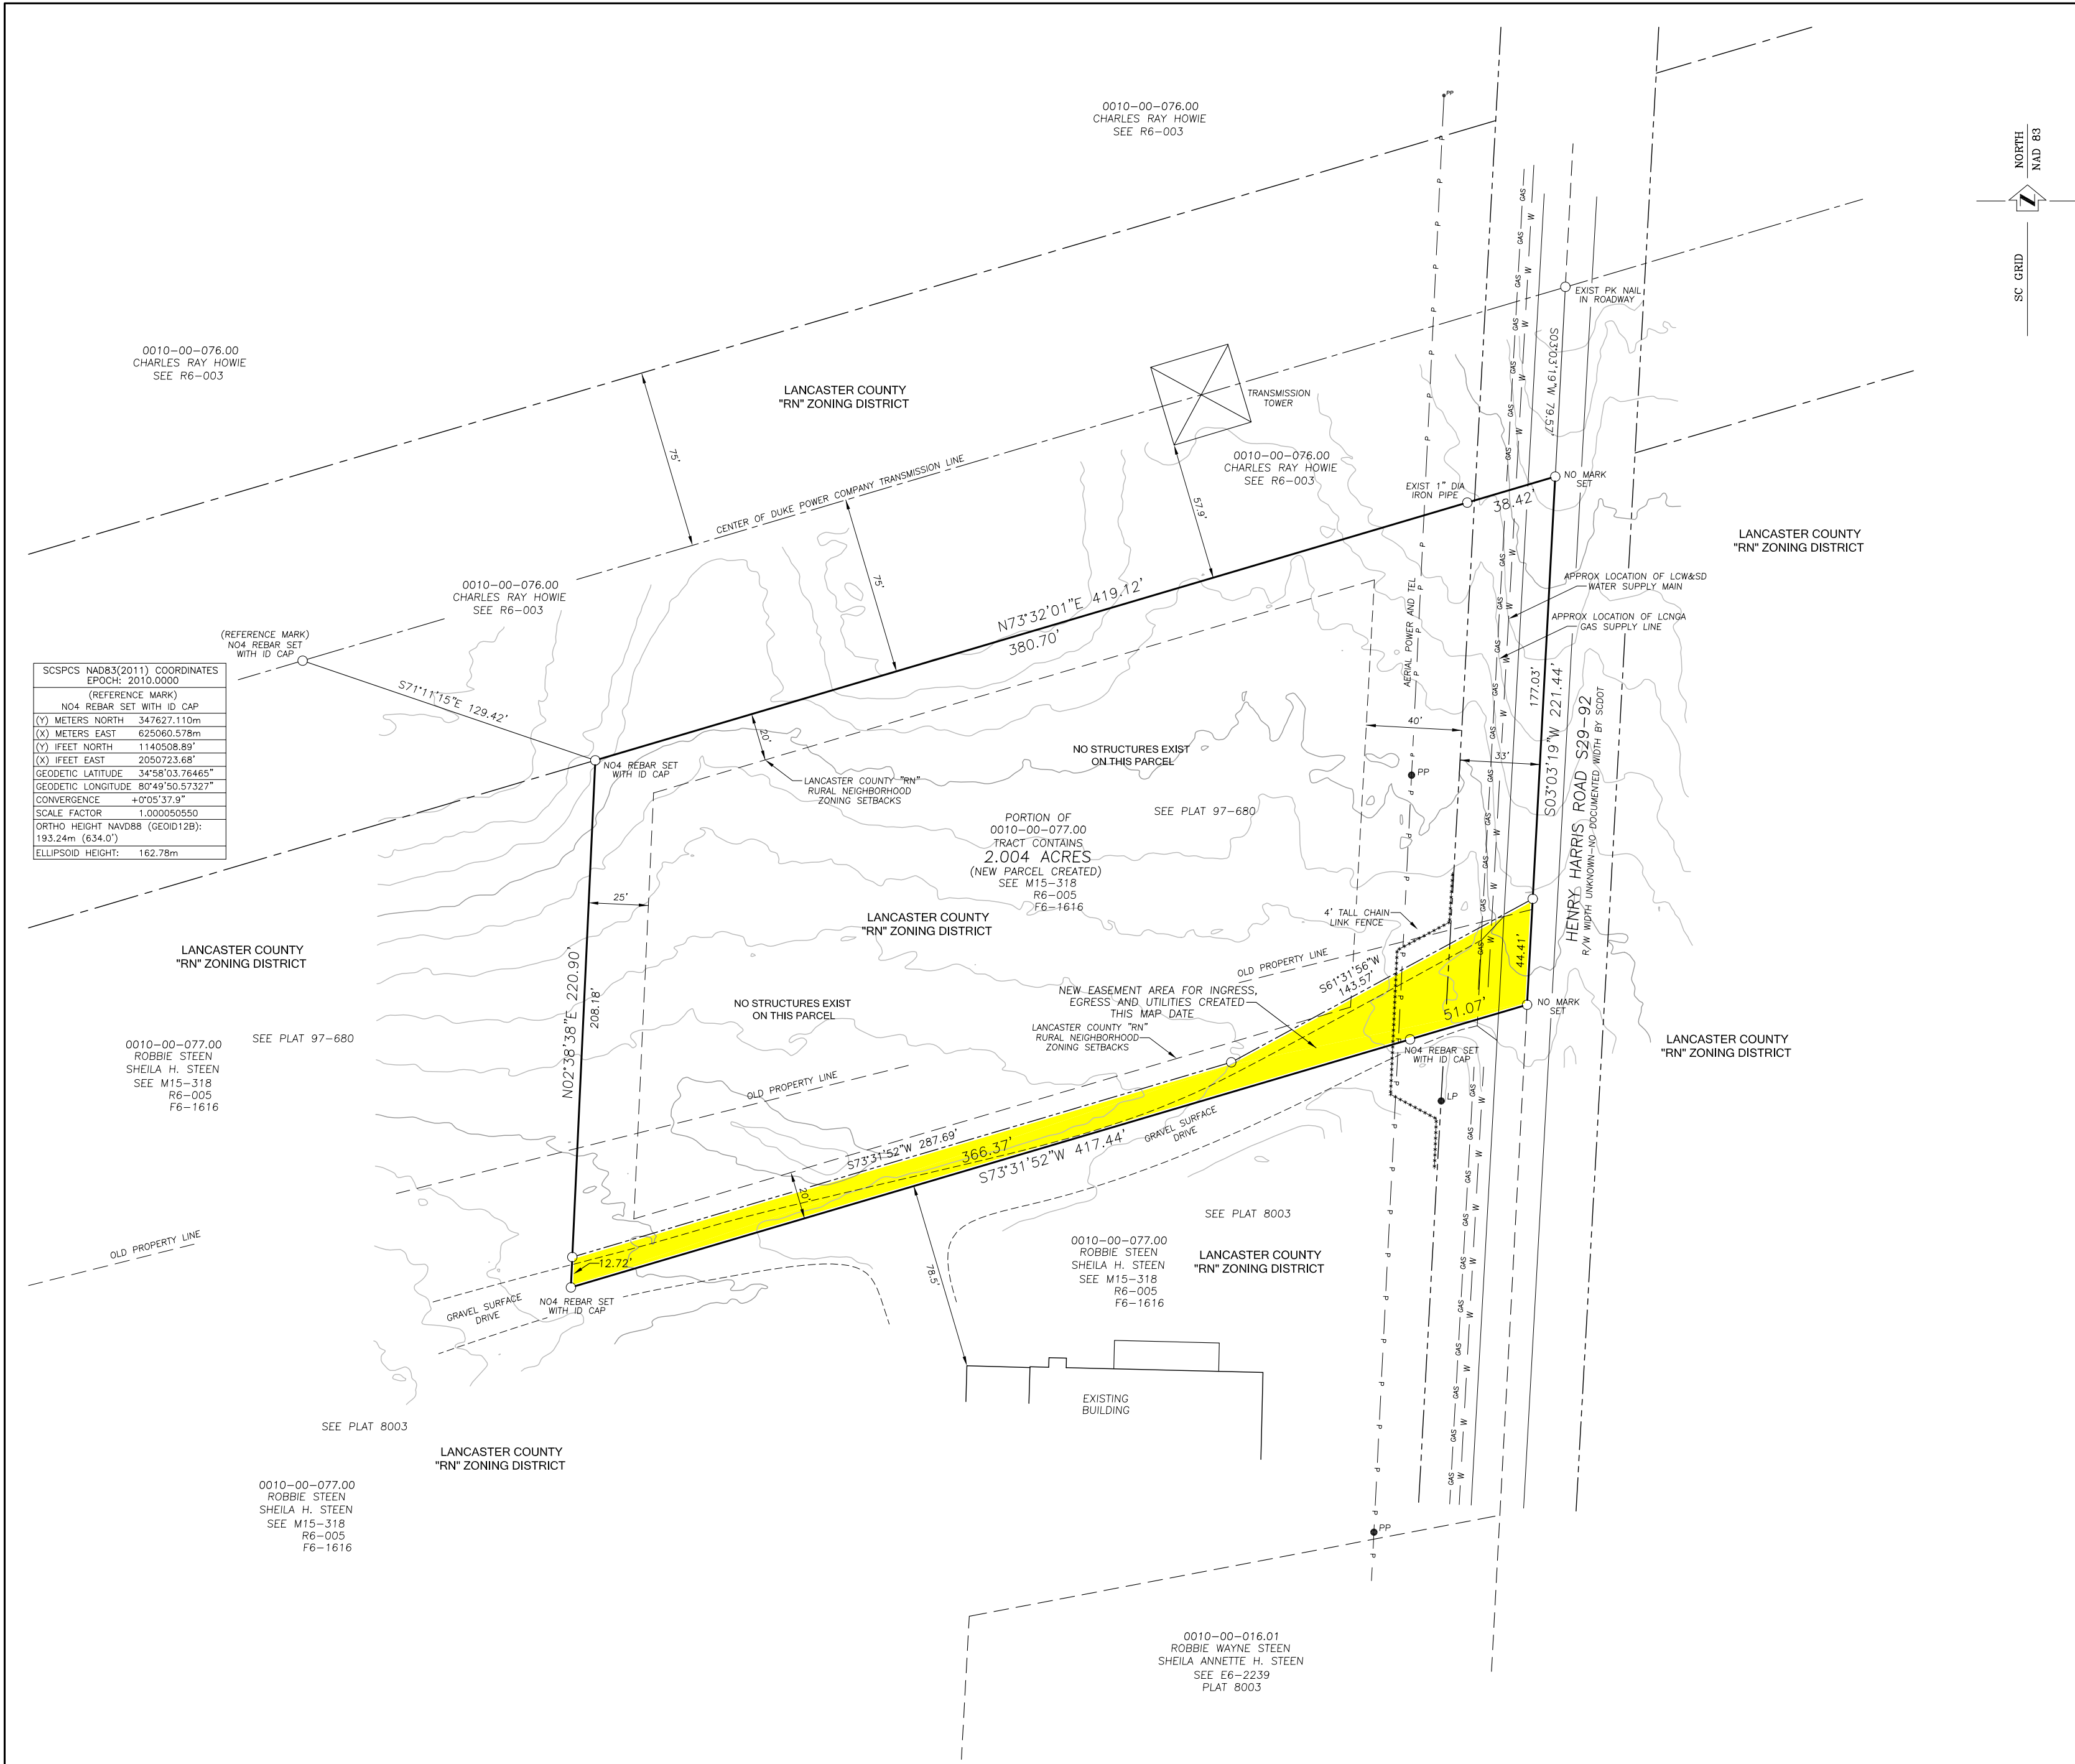 0010-00-076.00
CHARLES RAY HOWIE
SEE R6-003
PP
NORTH
NAD 83
SC GRID
EXIST PK NAIL
IN ROADWAY
S03°03'19"W 79.57'
0010-00-076.00
CHARLES RAY HOWIE
SEE R6-003
LANCASTER COUNTY
"RN" ZONING DISTRICT
TRANSMISSION
TOWER
75'
CENTER OF DUKE POWER COMPANY TRANSMISSION LINE
0010-00-076.00
CHARLES RAY HOWIE
SEE R6-003
57.9'
EXIST 1" DIA
IRON PIPE
NO MARK
SET
38.42'
LANCASTER COUNTY
"RN" ZONING DISTRICT
75'
0010-00-076.00
CHARLES RAY HOWIE
SEE R6-003
N73°32'01"E 419.12'
380.70'
AERIAL POWER AND TEL
APPROX LOCATION OF LCW&SD
WATER SUPPLY MAIN
APPROX LOCATION OF LCNGA
GAS SUPPLY LINE
(REFERENCE MARK)
NO4 REBAR SET
WITH ID CAP
S71°11'15"E 129.42'
SCSPCS NAD83(2011) COORDINATES
EPOCH: 2010.0000
(REFERENCE MARK)
NO4 REBAR SET WITH ID CAP
(Y) METERS NORTH 347627.110m
(X) METERS EAST 625060.578m
(Y) IFEET NORTH 1140508.89'
(X) IFEET EAST 2050723.68'
GEODETIC LATITUDE 34°58'03.76465"
GEODETIC LONGITUDE 80°49'50.57327"
CONVERGENCE +0°05'37.9"
SCALE FACTOR 1.000050550
ORTHO HEIGHT NAVD88 (GEOID12B):
193.24m (634.0')
ELLIPSOID HEIGHT: 162.78m
NO4 REBAR SET
WITH ID CAP
20'
LANCASTER COUNTY "RN"
RURAL NEIGHBORHOOD
ZONING SETBACKS
NO STRUCTURES EXIST
ON THIS PARCEL
40'
33'
PP
177.03'
S03°03'19"W 221.44'
HENRY HARRIS ROAD S29-92
R/W WIDTH UNKNOWN-NO DOCUMENTED WIDTH BY SCDOT
SEE PLAT 97-680
PORTION OF
0010-00-077.00
TRACT CONTAINS
2.004 ACRES
(NEW PARCEL CREATED)
SEE M15-318
R6-005
F6-1616
25'
LANCASTER COUNTY
"RN" ZONING DISTRICT
4' TALL CHAIN
LINK FENCE
LANCASTER COUNTY
"RN" ZONING DISTRICT
N02°38'38"E 220.90'
208.18'
OLD PROPERTY LINE
S61°31'56"W
143.57'
44.41'
NEW EASEMENT AREA FOR INGRESS,
EGRESS AND UTILITIES CREATED
THIS MAP DATE
NO STRUCTURES EXIST
ON THIS PARCEL
LANCASTER COUNTY "RN"
RURAL NEIGHBORHOOD
ZONING SETBACKS
51.07'
NO MARK
SET
NO4 REBAR SET
WITH ID CAP
LANCASTER COUNTY
"RN" ZONING DISTRICT
SEE PLAT 97-680
0010-00-077.00
ROBBIE STEEN
SHEILA H. STEEN
SEE M15-318
R6-005
F6-1616
OLD PROPERTY LINE
LP
S73°31'52"W 287.69'
366.37'
S73°31'52"W 417.44'
GRAVEL SURFACE
DRIVE
20'
OLD PROPERTY LINE
12.72'
GRAVEL SURFACE
DRIVE
NO4 REBAR SET
WITH ID CAP
78.5'
SEE PLAT 8003
0010-00-077.00
ROBBIE STEEN
SHEILA H. STEEN
SEE M15-318
R6-005
F6-1616
LANCASTER COUNTY
"RN" ZONING DISTRICT
EXISTING
BUILDING
SEE PLAT 8003
LANCASTER COUNTY
"RN" ZONING DISTRICT
0010-00-077.00
ROBBIE STEEN
SHEILA H. STEEN
SEE M15-318
R6-005
F6-1616
PP
0010-00-016.01
ROBBIE WAYNE STEEN
SHEILA ANNETTE H. STEEN
SEE E6-2239
PLAT 8003